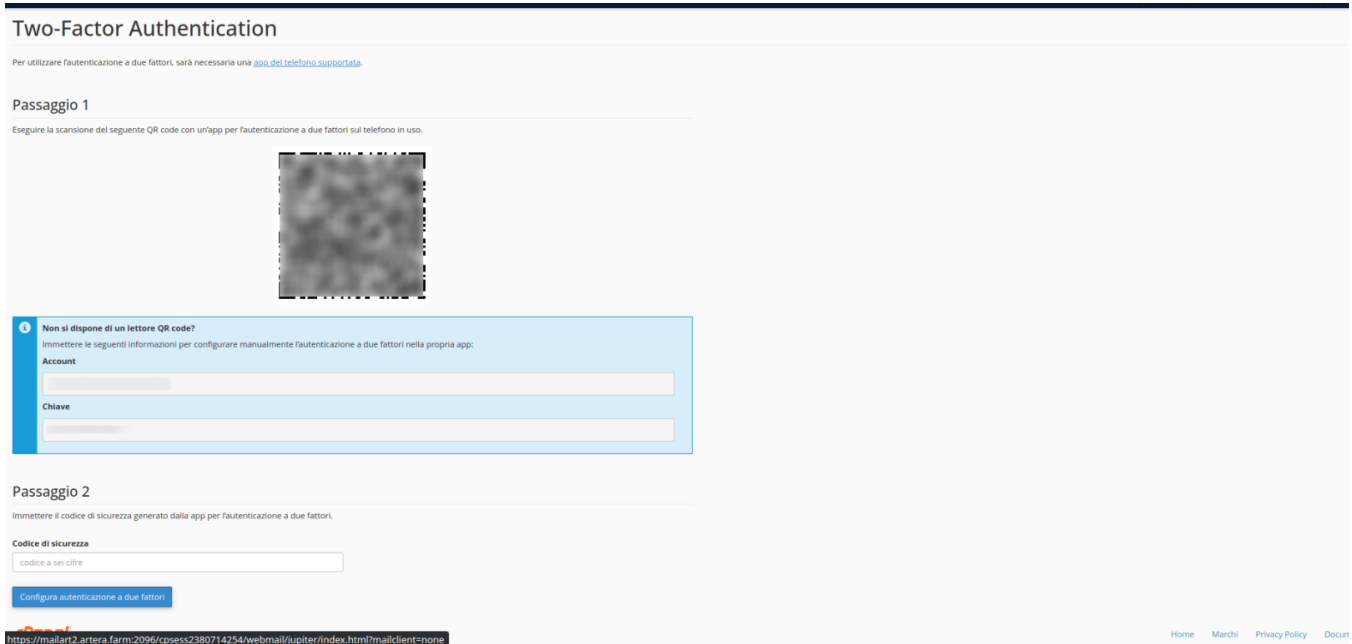 Two-Factor Authentication
Per utilizzare l'autenticazione a due fattori, sarà necessaria una app del telefono supportata.
Passaggio 1
Eseguire la scansione del seguente QR code con un'app per l'autenticazione a due fattori sul telefono in uso.
Non si dispone di un lettore QR code?
Immettere le seguenti informazioni per configurare manualmente l'autenticazione a due fattori nella propria app:
Account
Chiave
Passaggio 2
Immettere il codice di sicurezza generato dalla app per l'autenticazione a due fattori.
Codice di sicurezza
codice a sei cifre
Configura autenticazione a due fattori
https://mailart2.artera.farm:2096/cpsess2380714254/webmail/jupiter/index.html?mailclient=none
Home Marchi Privacy Policy Docun